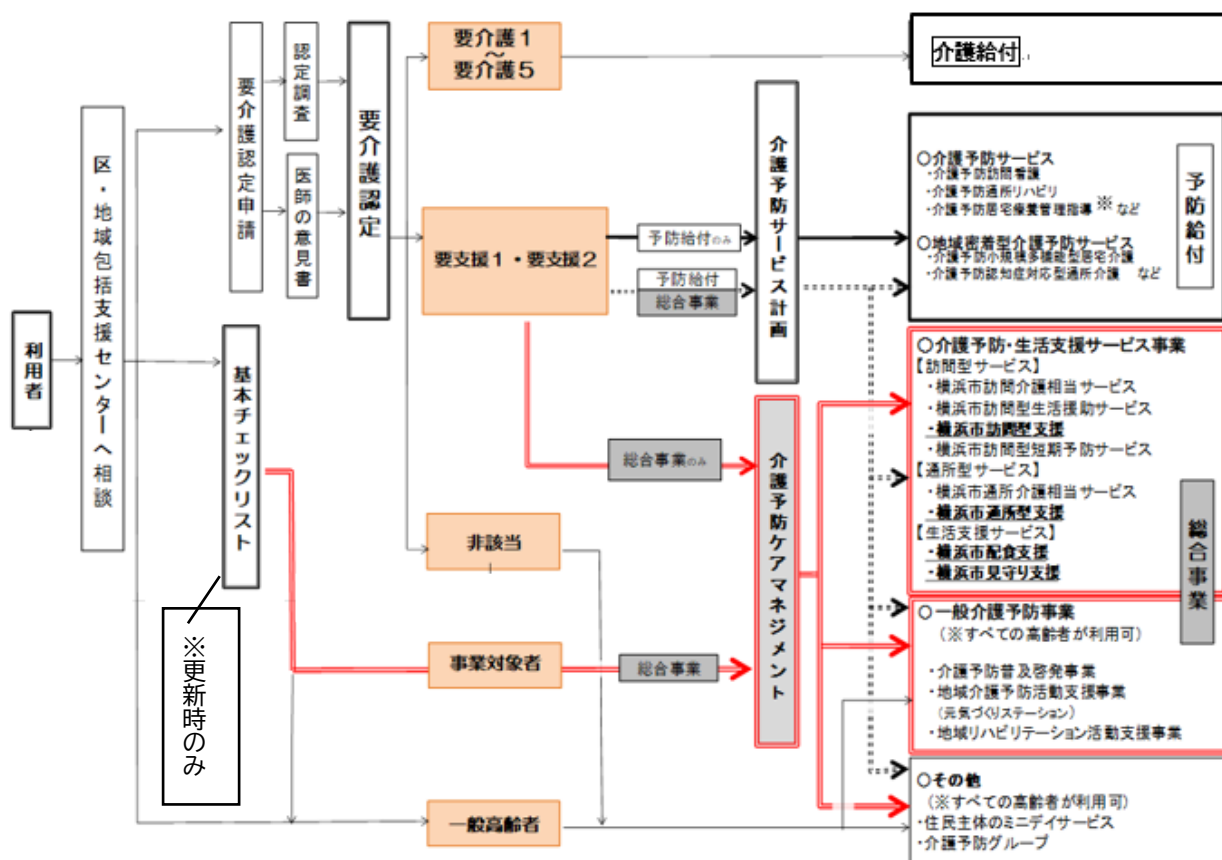 利用者
区・地域包括支援センターへ相談
要介護認定申請
認定調査
医師の意見書
要介護認定
基本チェックリスト
※更新時のみ
要介護1
～
要介護5
要支援1・要支援2
非該当
事業対象者
一般高齢者
予防給付のみ
予防給付
総合事業
総合事業のみ
総合事業
介護予防サービス計画
介護予防ケアマネジメント
介護給付
○介護予防サービス
・介護予防訪問看護
・介護予防通所リハビリ
・介護予防居宅療養管理指導※など
○地域密着型介護予防サービス
・介護予防小規模多機能型居宅介護
・介護予防認知症対応型通所介護 など
予防給付
○介護予防・生活支援サービス事業
【訪問型サービス】
・横浜市訪問介護相当サービス
・横浜市訪問型生活援助サービス
・横浜市訪問型支援
・横浜市訪問型短期予防サービス
【通所型サービス】
・横浜市通所介護相当サービス
・横浜市通所型支援
【生活支援サービス】
・横浜市配食支援
・横浜市見守り支援
総合事業
○一般介護予防事業
(※すべての高齢者が利用可)
・介護予防普及啓発事業
・地域介護予防活動支援事業
(元気づくりステーション)
・地域リハビリテーション活動支援事業
○その他
(※すべての高齢者が利用可)
・住民主体のミニデイサービス
・介護予防グループ